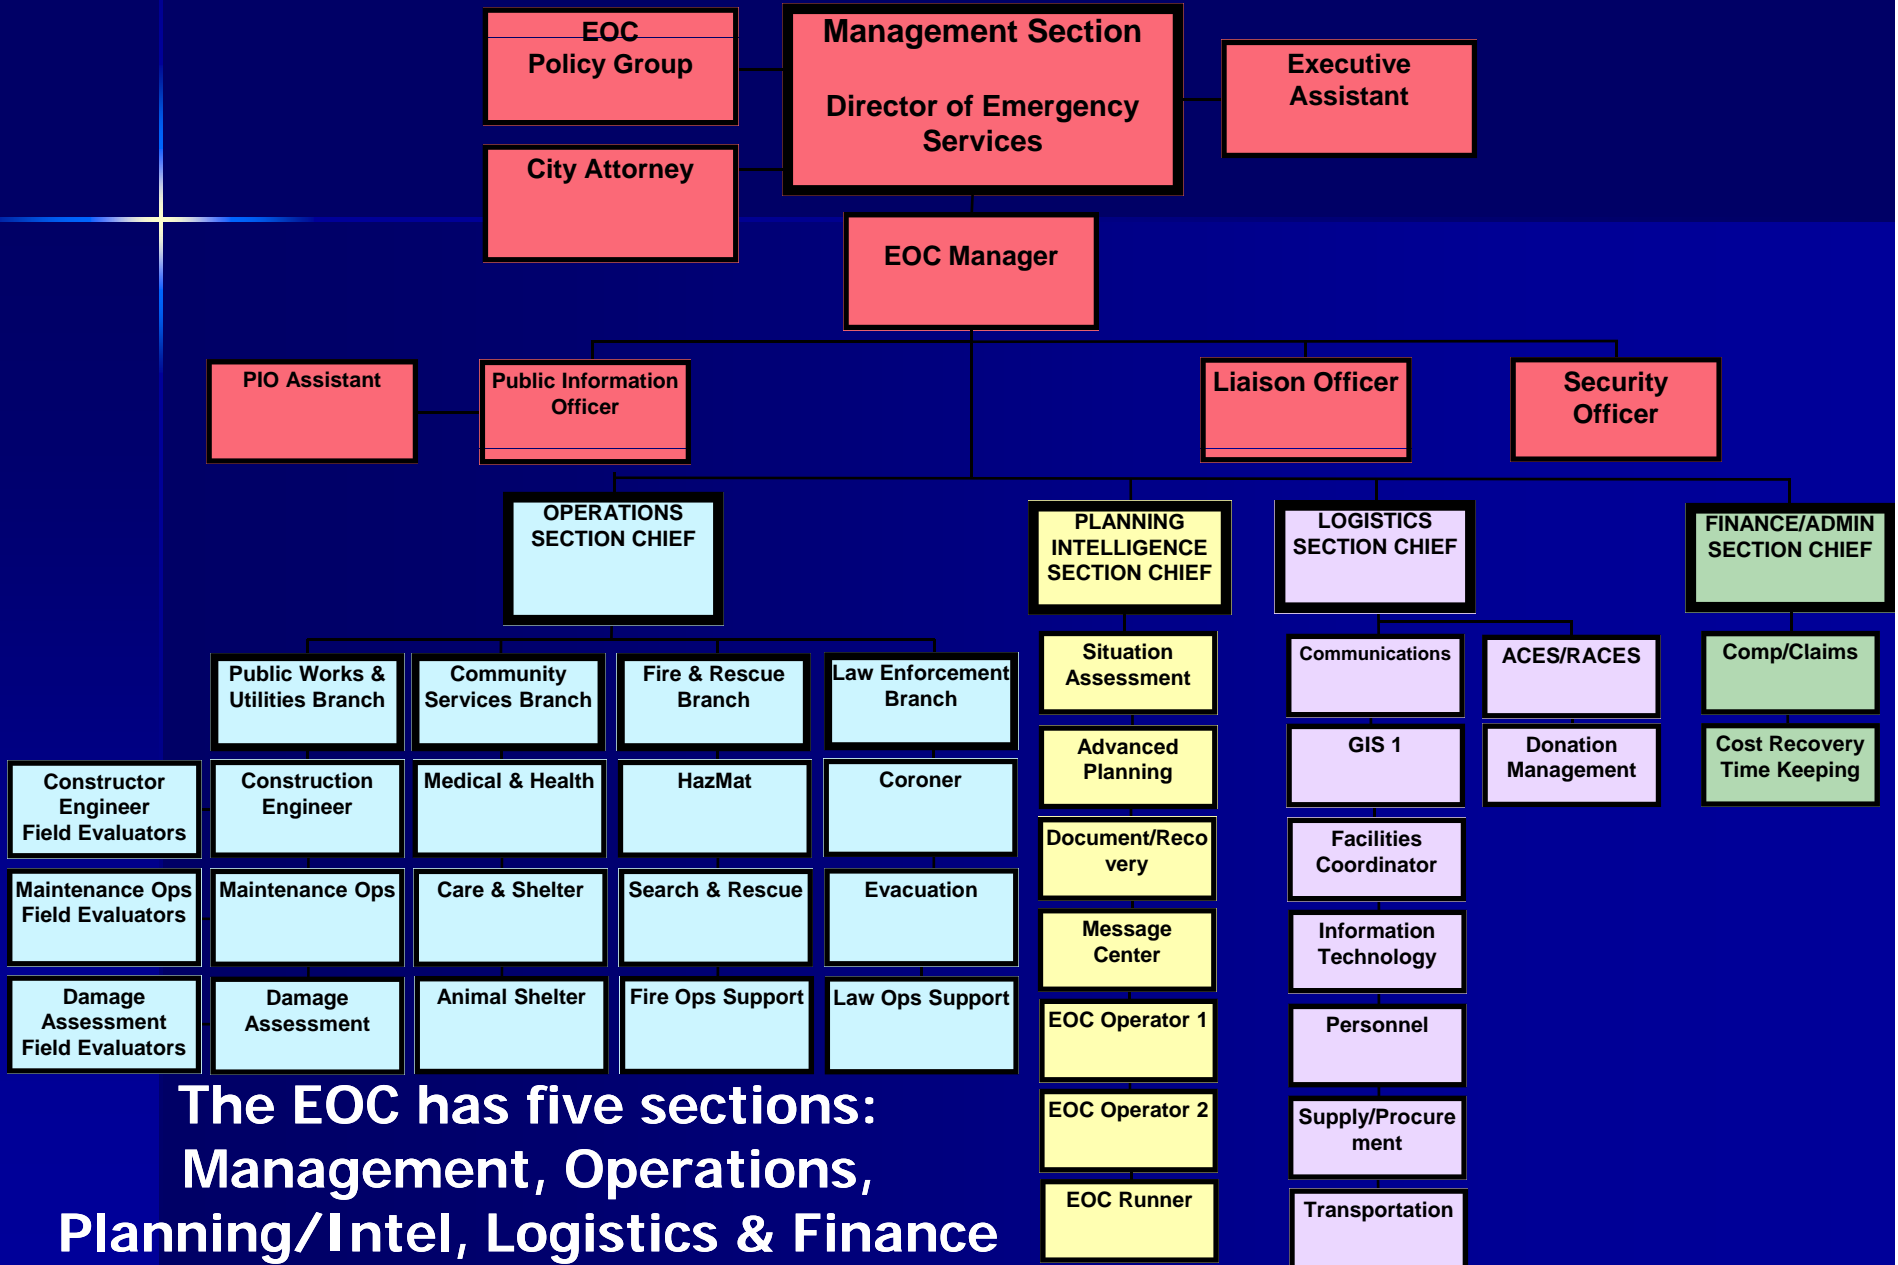 EOC
Policy Group
Management Section
Director of Emergency
Services
Executive
Assistant
City Attorney
EOC Manager
PIO Assistant
Public Information
Officer
Liaison Officer
Security
Officer
OPERATIONS
SECTION CHIEF
PLANNING
INTELLIGENCE
SECTION CHIEF
LOGISTICS
SECTION CHIEF
FINANCE/ADMIN
SECTION CHIEF
Public Works &
Utilities Branch
Community
Services Branch
Fire & Rescue
Branch
Law Enforcement
Branch
Constructor
Engineer
Field Evaluators
Construction
Engineer
Medical & Health
HazMat
Coroner
Maintenance Ops
Field Evaluators
Maintenance Ops
Care & Shelter
Search & Rescue
Evacuation
Damage
Assessment
Field Evaluators
Damage
Assessment
Animal Shelter
Fire Ops Support
Law Ops Support
Situation
Assessment
Advanced
Planning
Document/Reco
very
Message
Center
EOC Operator 1
EOC Operator 2
EOC Runner
Communications
GIS 1
Facilities
Coordinator
Information
Technology
Personnel
Supply/Procure
ment
Transportation
ACES/RACES
Donation
Management
Comp/Claims
Cost Recovery
Time Keeping
The EOC has five sections:
Management, Operations,
Planning/Intel, Logistics & Finance